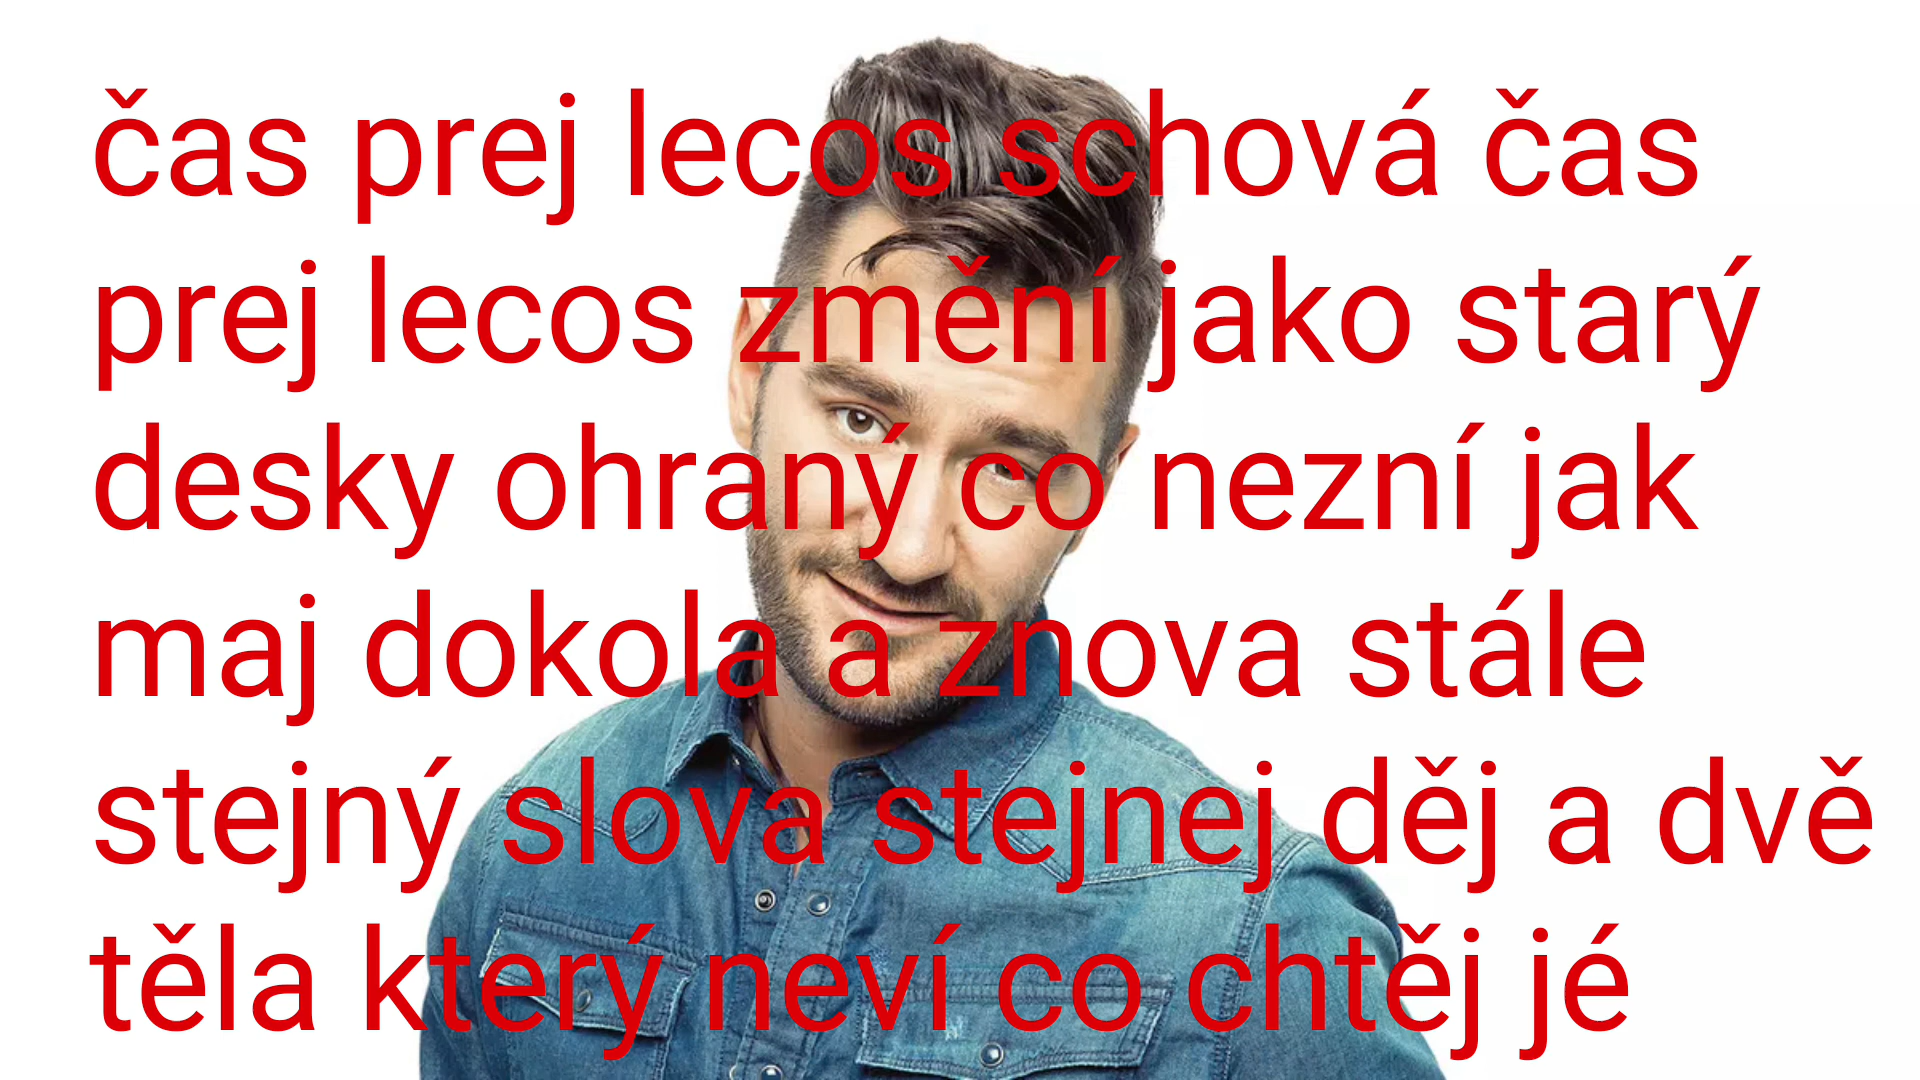 čas prej lecos schová čas
prej lecos změní jako starý
desky ohraný co nezní jak
maj dokola a znova stále
stejný slova stejnej děj a dvě
těla který neví co chtěj jé